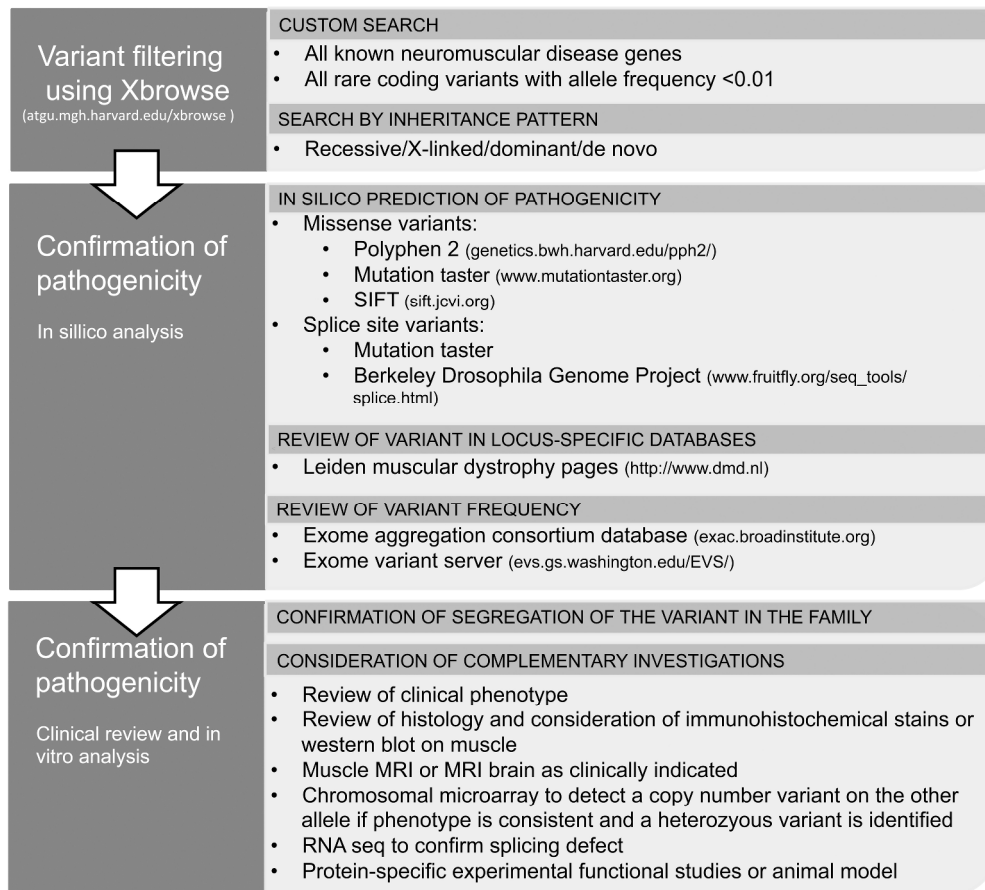 Variant filtering
using Xbrowse
(atgu.mgh.harvard.edu/xbrowse )
CUSTOM SEARCH
• All known neuromuscular disease genes
• All rare coding variants with allele frequency <0.01
SEARCH BY INHERITANCE PATTERN
• Recessive/X-linked/dominant/de novo
Confirmation of
pathogenicity
In sillico analysis
IN SILICO PREDICTION OF PATHOGENICITY
• Missense variants:
• Polyphen 2 (genetics.bwh.harvard.edu/pph2/)
• Mutation taster (www.mutationtaster.org)
• SIFT (sift.jcvi.org)
• Splice site variants:
• Mutation taster
• Berkeley Drosophila Genome Project (www.fruitfly.org/seq_tools/
splice.html)
REVIEW OF VARIANT IN LOCUS-SPECIFIC DATABASES
• Leiden muscular dystrophy pages (http://www.dmd.nl)
REVIEW OF VARIANT FREQUENCY
• Exome aggregation consortium database (exac.broadinstitute.org)
• Exome variant server (evs.gs.washington.edu/EVS/)
Confirmation of
pathogenicity
Clinical review and in
vitro analysis
CONFIRMATION OF SEGREGATION OF THE VARIANT IN THE FAMILY
CONSIDERATION OF COMPLEMENTARY INVESTIGATIONS
• Review of clinical phenotype
• Review of histology and consideration of immunohistochemical stains or
western blot on muscle
• Muscle MRI or MRI brain as clinically indicated
• Chromosomal microarray to detect a copy number variant on the other
allele if phenotype is consistent and a heterozyous variant is identified
• RNA seq to confirm splicing defect
• Protein-specific experimental functional studies or animal model